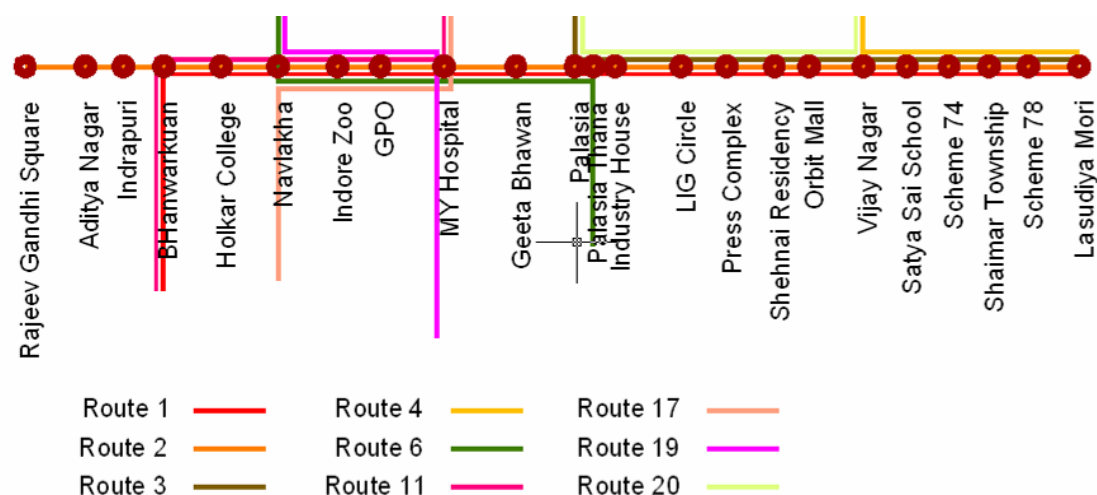 Rajeev Gandhi Square
Aditya Nagar
Indrapuri
BHanwarkuan
Holkar College
Navlakha
Indore Zoo
GPO
MY Hospital
Geeta Bhawan
Palasia
Palasia Thana
Industry House
LIG Circle
Press Complex
Shehnai Residency
Orbit Mall
Vijay Nagar
Satya Sai School
Scheme 74
Shaimar Township
Scheme 78
Lasudiya Mori
Route 1 Route 4 Route 17
Route 2 Route 6 Route 19
Route 3 Route 11 Route 20